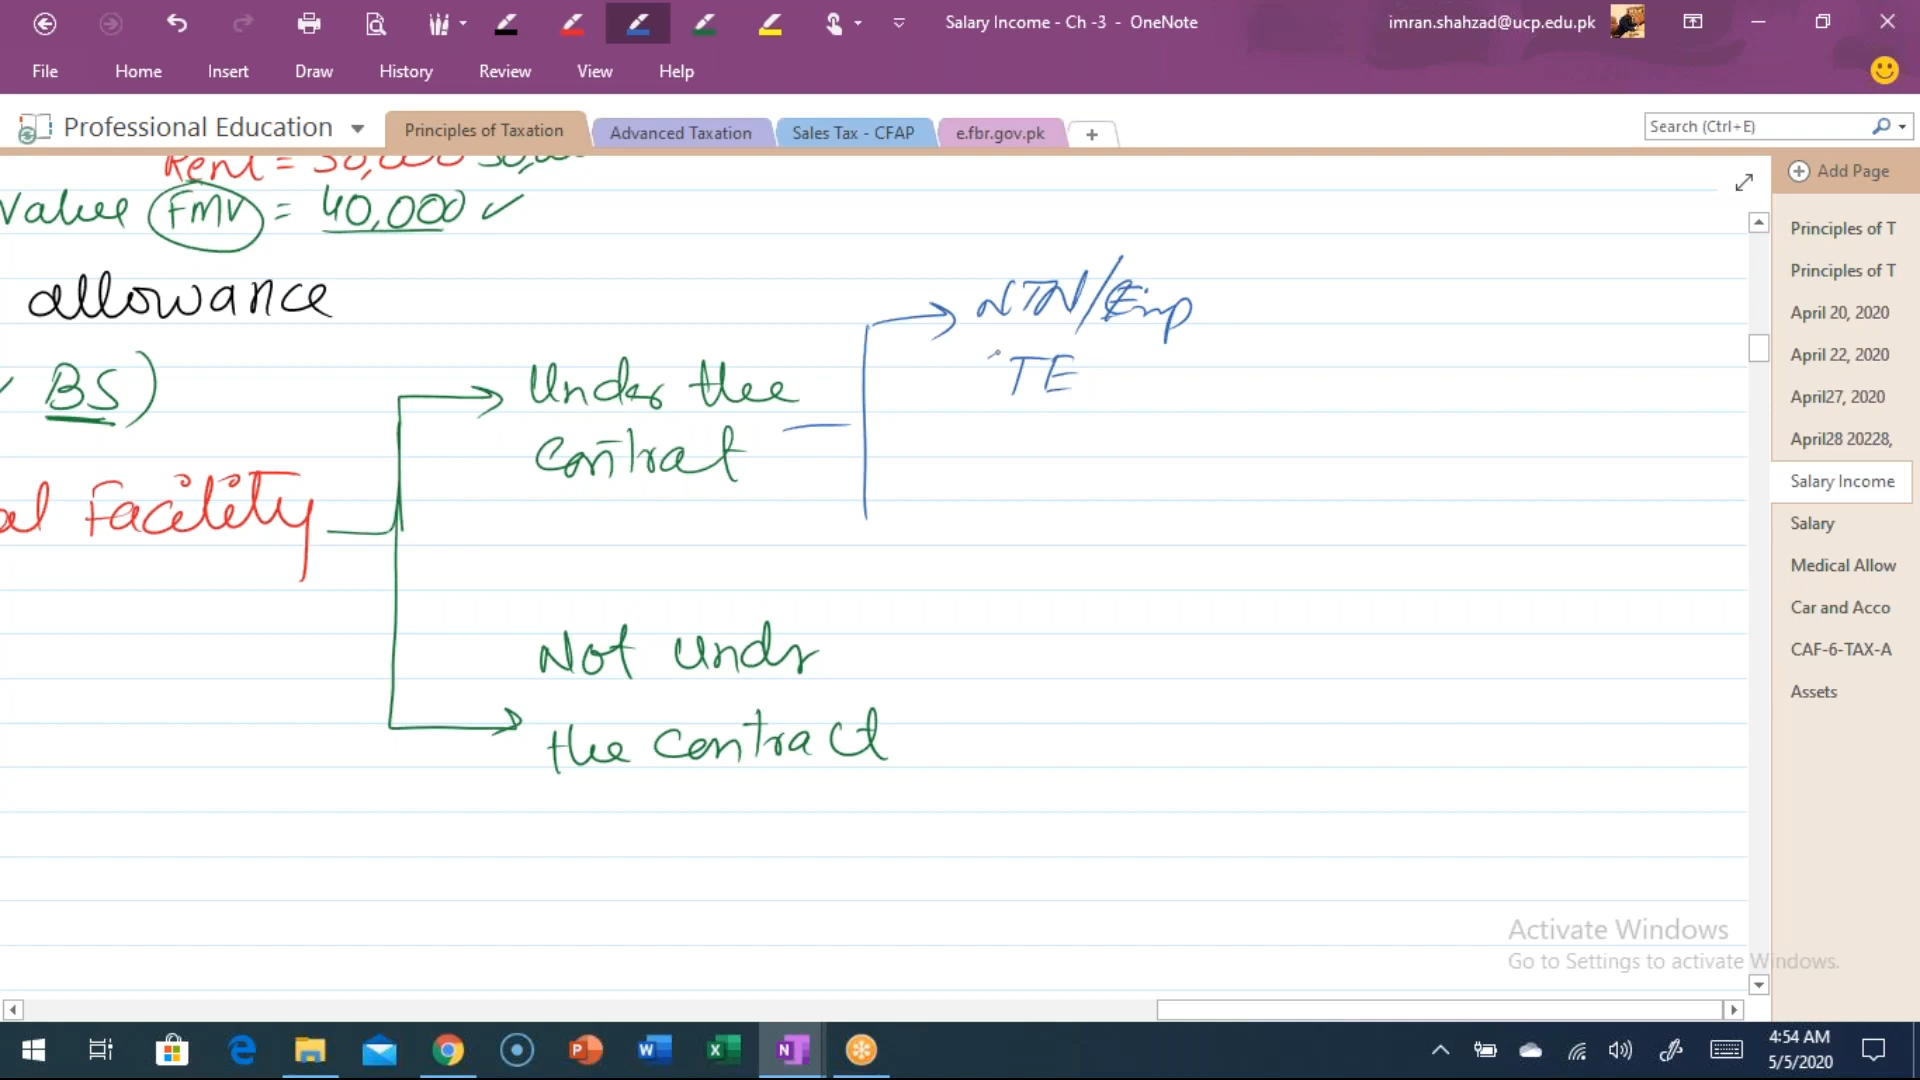 Salary Income - Ch -3 - OneNote
imran.shahzad@ucp.edu.pk
File Home Insert Draw History Review View Help
Professional Education
Principles of Taxation
Advanced Taxation
Sales Tax - CFAP
e.fbr.gov.pk
Search (Ctrl+E)
Add Page
Principles of T
Principles of T
April 20, 2020
April 22, 2020
April27, 2020
April28 20228,
Salary Income
Salary
Medical Allow
Car and Acco
CAF-6-TAX-A
Assets
Rent =
Value FMV = 40,000 ✓
allowance
BS)
al Facility
Under the
contrat
NTN/Emp
TE
Not undr
the contract
Activate Windows
Go to Settings to activate Windows.
4:54 AM
5/5/2020